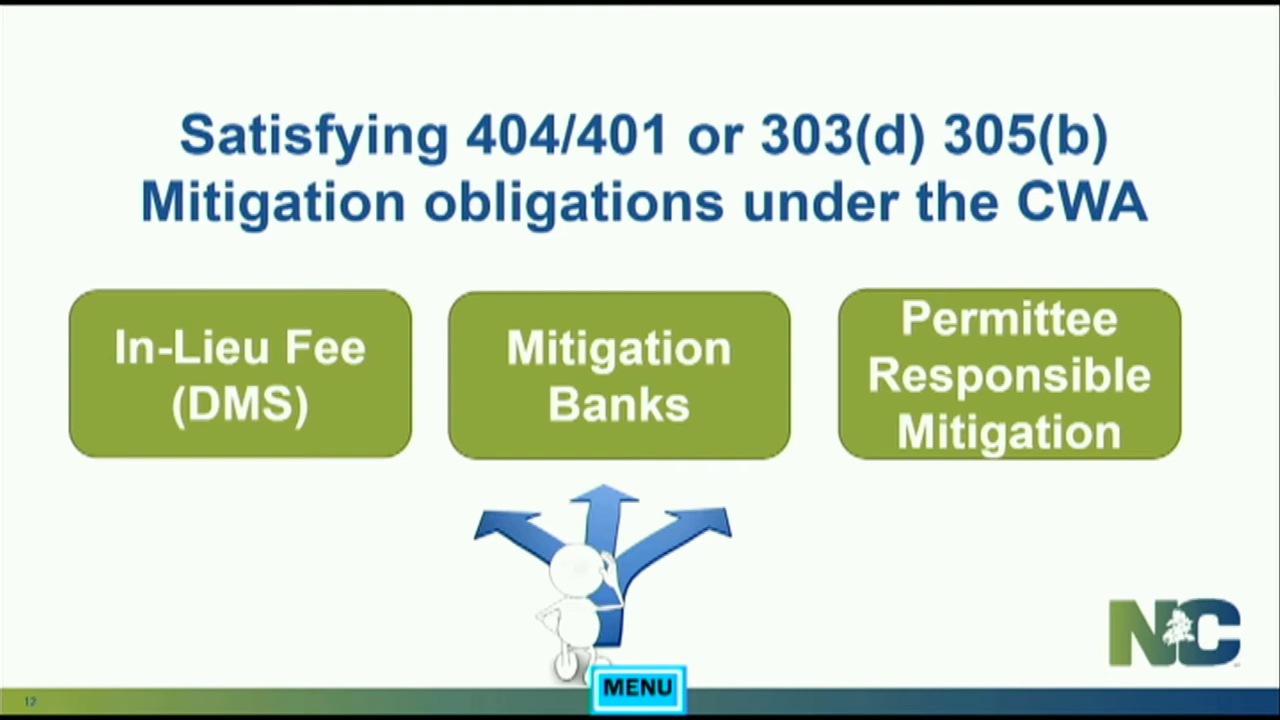 Satisfying 404/401 or 303(d) 305(b)
Mitigation obligations under the CWA
In-Lieu Fee
(DMS)
Mitigation
Banks
Permittee
Responsible
Mitigation
NC
12
MENU